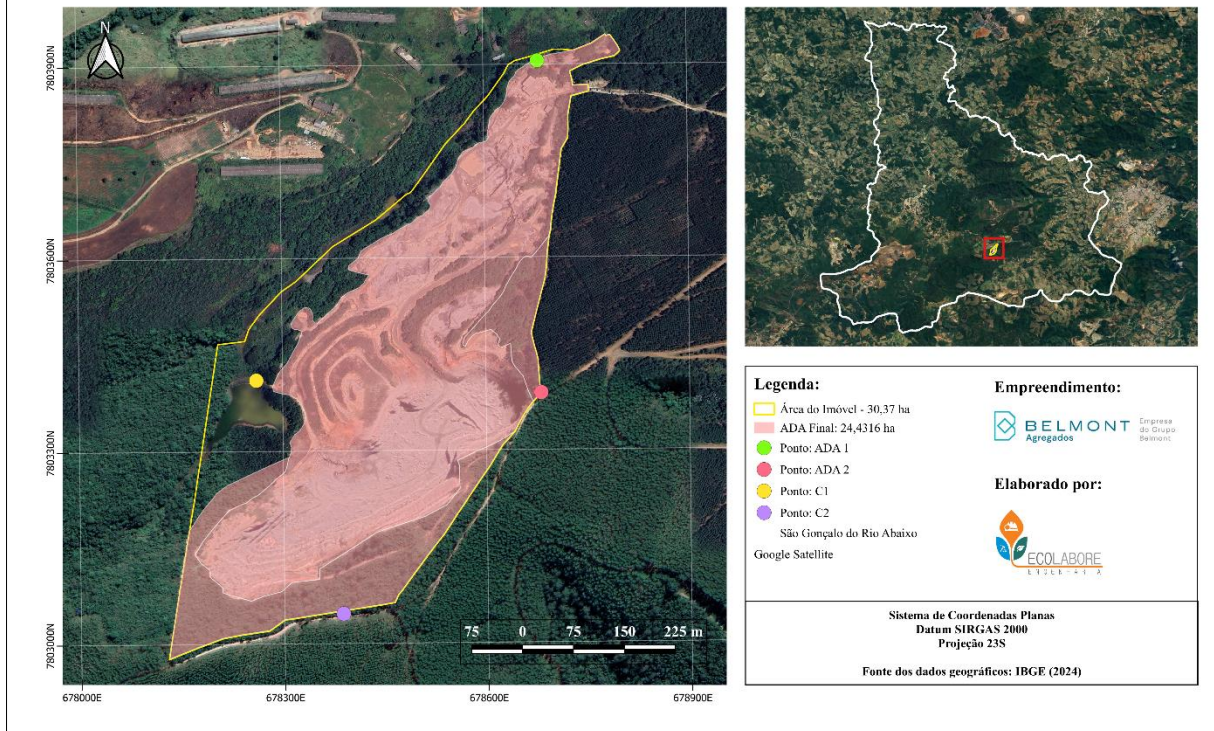 N
7803900N
7803600N
7803300N
7803000N
75 0 75 150 225 m
678000E 678300E 678600E 678900E
Legenda:
Área do Imóvel - 30,37 ha
ADA Final: 24,4316 ha
Ponto: ADA 1
Ponto: ADA 2
Ponto: C1
Ponto: C2
São Gonçalo do Rio Abaixo
Google Satellite
Empreendimento:
BELMONT
Agregados
Empresa
do Grupo
Belmont
Elaborado por:
ECOLABORE
ENGENHARIA
Sistema de Coordenadas Planas
Datum SIRGAS 2000
Projeção 23S
Fonte dos dados geográficos: IBGE (2024)